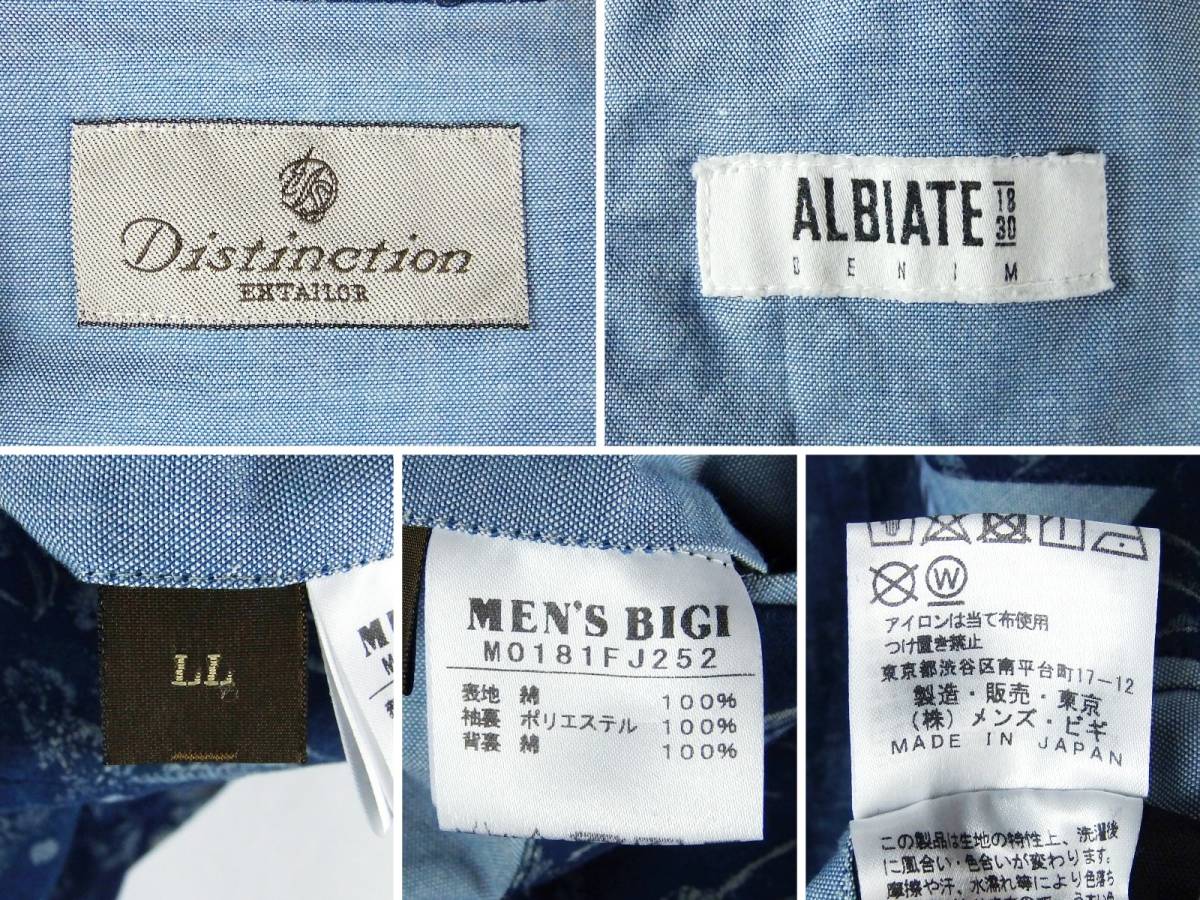 Distinction
EXTAILOR
ALBIATE 18 30
DENIM
LL
MEN'S BIGI
M0181FJ252
表地 綿 100%
袖裏 ポリエステル 100%
背裏 綿 100%
W
アイロンは当て布使用
つけ置き禁止
東京都渋谷区南平台町17-12
製造・販売・東京
(株)メンズ・ビギ
MADE IN JAPAN
この製品は生地の特性上、洗濯後
に風合い・色合いが変わります。
摩擦や汗、水濡れ等により色落ち